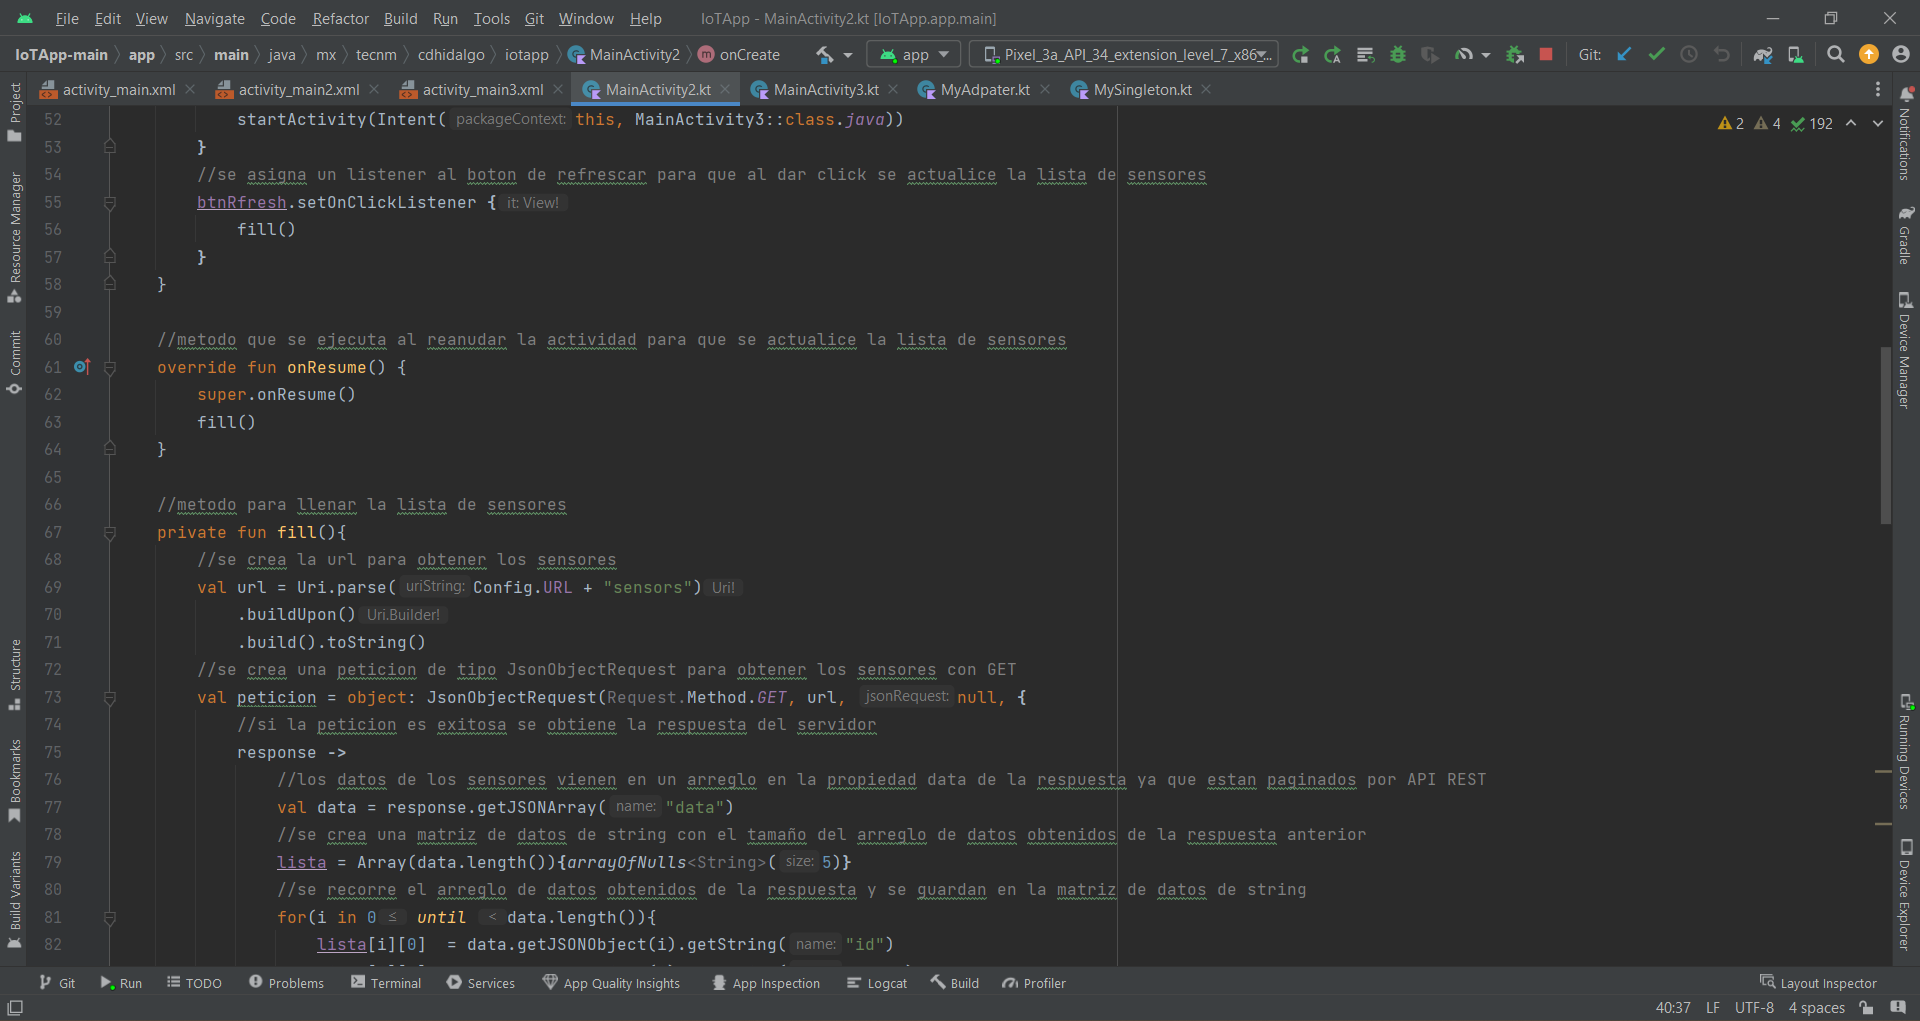 File Edit View Navigate Code Refactor Build Run Tools Git Window Help IoTApp - MainActivity2.kt [IoTApp.app.main]
IoTApp-main app src main java mx tecnm cdhidalgo iotapp MainActivity2 onCreate app Pixel_3a_API_34_extension_level_7_x86... Git:
activity_main.xml activity_main2.xml activity_main3.xml MainActivity2.kt MainActivity3.kt MyAdpater.kt MySingleton.kt
2 4 192
52 startActivity(Intent( packageContext: this, MainActivity3::class.java))
53 }
54 //se asigna un listener al boton de refrescar para que al dar click se actualice la lista de sensores
55 btnRfresh.setOnClickListener { it: View!
56 fill()
57 }
58 }
59
60 //metodo que se ejecuta al reanudar la actividad para que se actualice la lista de sensores
61 override fun onResume() {
62 super.onResume()
63 fill()
64 }
65
66 //metodo para llenar la lista de sensores
67 private fun fill(){
68 //se crea la url para obtener los sensores
69 val url = Uri.parse( uriString: Config.URL + "sensors") Uri!
70 .buildUpon() Uri.Builder!
71 .build().toString()
72 //se crea una peticion de tipo JsonObjectRequest para obtener los sensores con GET
73 val peticion = object: JsonObjectRequest(Request.Method.GET, url, jsonRequest: null, {
74 //si la peticion es exitosa se obtiene la respuesta del servidor
75 response ->
76 //los datos de los sensores vienen en un arreglo en la propiedad data de la respuesta ya que estan paginados por API REST
77 val data = response.getJSONArray( name: "data")
78 //se crea una matriz de datos de string con el tamaño del arreglo de datos obtenidos de la respuesta anterior
79 lista = Array(data.length()){arrayOfNulls<String>( size: 5)}
80 //se recorre el arreglo de datos obtenidos de la respuesta y se guardan en la matriz de datos de string
81 for(i in 0 ≤ until < data.length()){
82 lista[i][0] = data.getJSONObject(i).getString( name: "id")
Project
Resource Manager
Commit
Structure
Bookmarks
Build Variants
Notifications
Gradle
Device Manager
Running Devices
Device Explorer
Git Run TODO Problems Terminal Services App Quality Insights App Inspection Logcat Build Profiler Layout Inspector
40:37 LF UTF-8 4 spaces